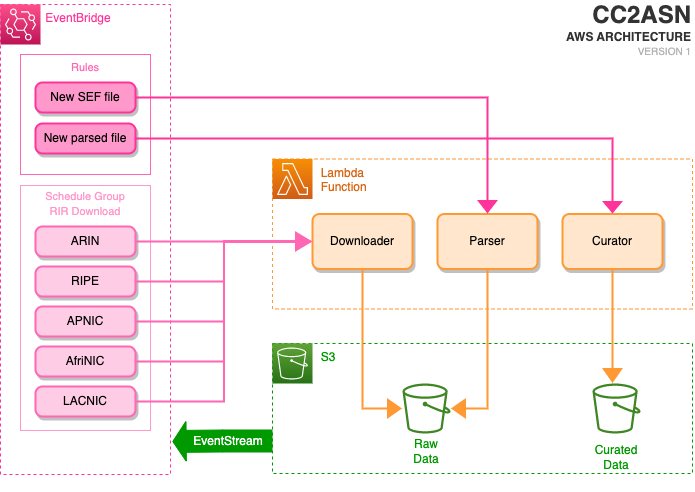 CC2ASN
AWS ARCHITECTURE
VERSION 1
EventBridge
Rules
New SEF file
New parsed file
Schedule Group
RIR Download
ARIN
RIPE
APNIC
AfriNIC
LACNIC
Lambda
Function
Downloader
Parser
Curator
S3
EventStream
Raw
Data
Curated
Data